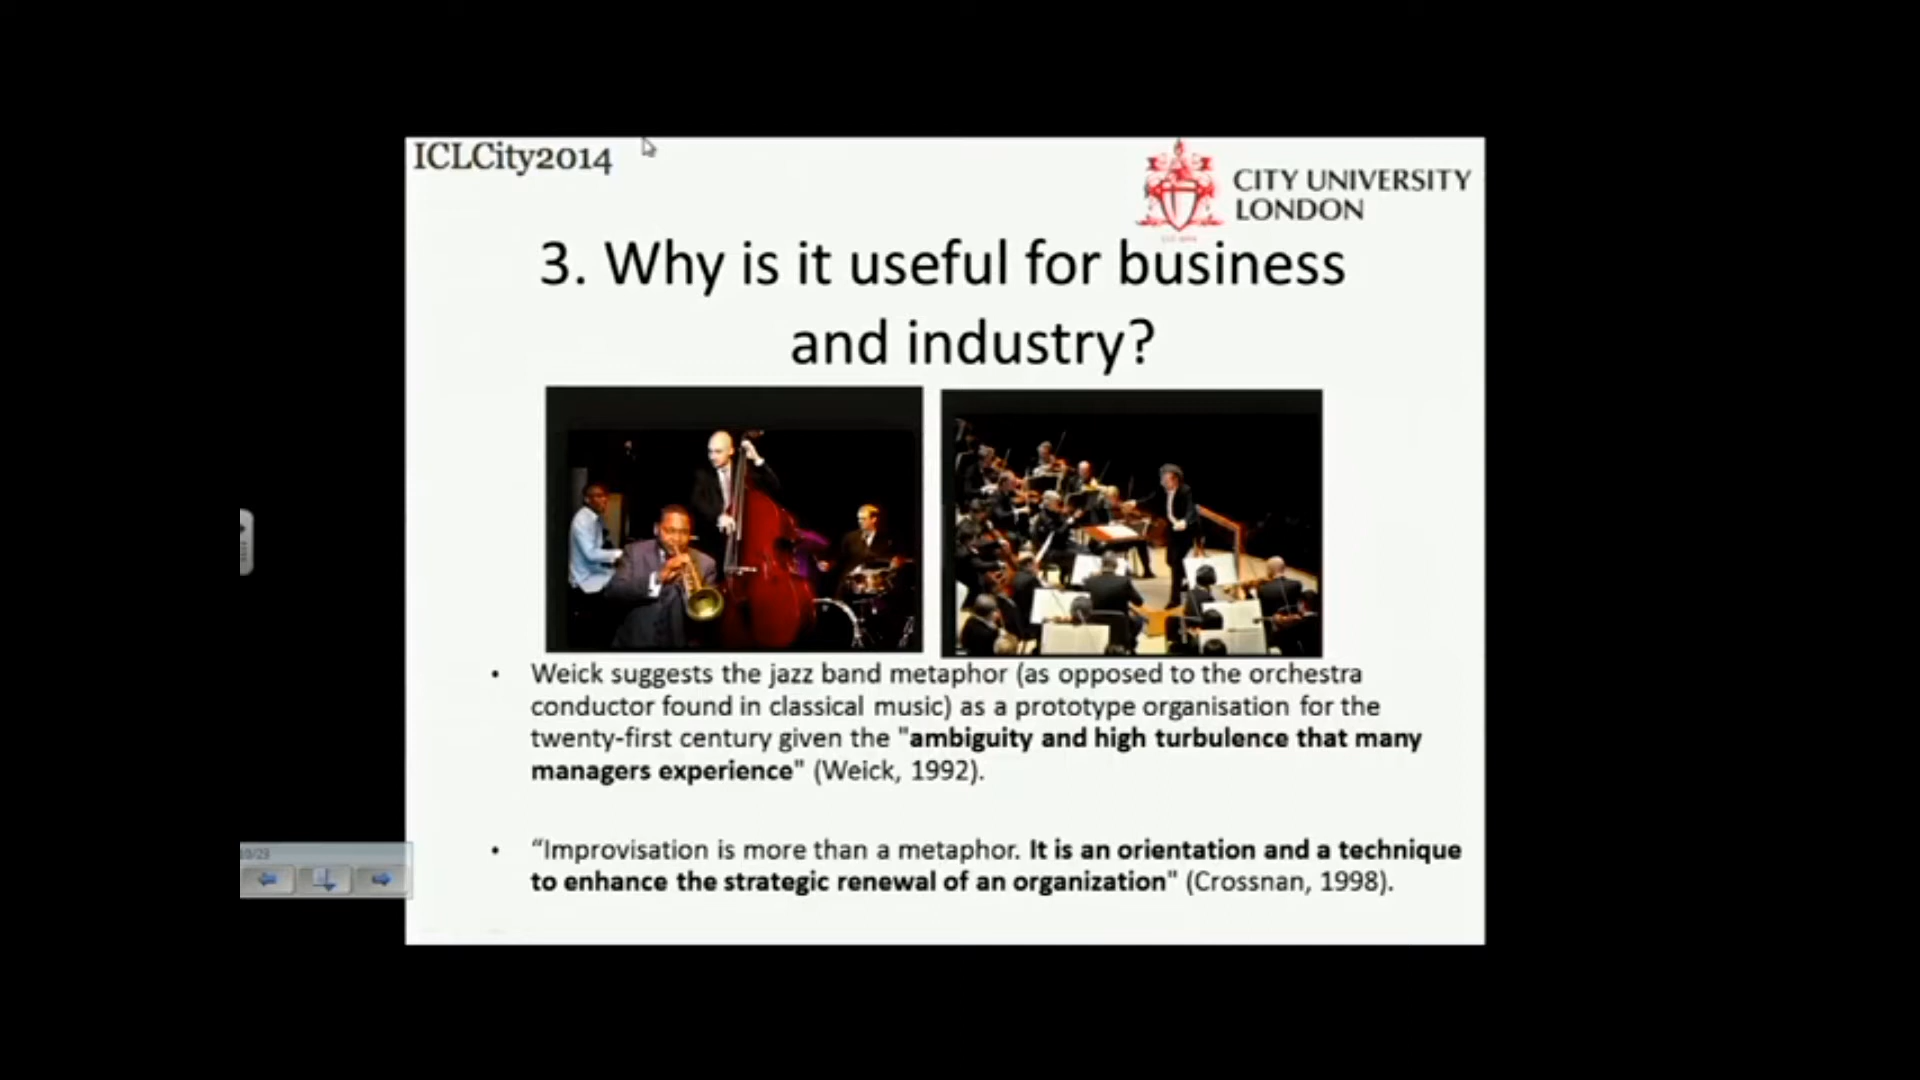 ICLCity2014
CITY UNIVERSITY
LONDON
3. Why is it useful for business
and industry?
• Weick suggests the jazz band metaphor (as opposed to the orchestra
conductor found in classical music) as a prototype organisation for the
twenty-first century given the "ambiguity and high turbulence that many
managers experience" (Weick, 1992).
• “Improvisation is more than a metaphor. It is an orientation and a technique
to enhance the strategic renewal of an organization" (Crossnan, 1998).
10/23